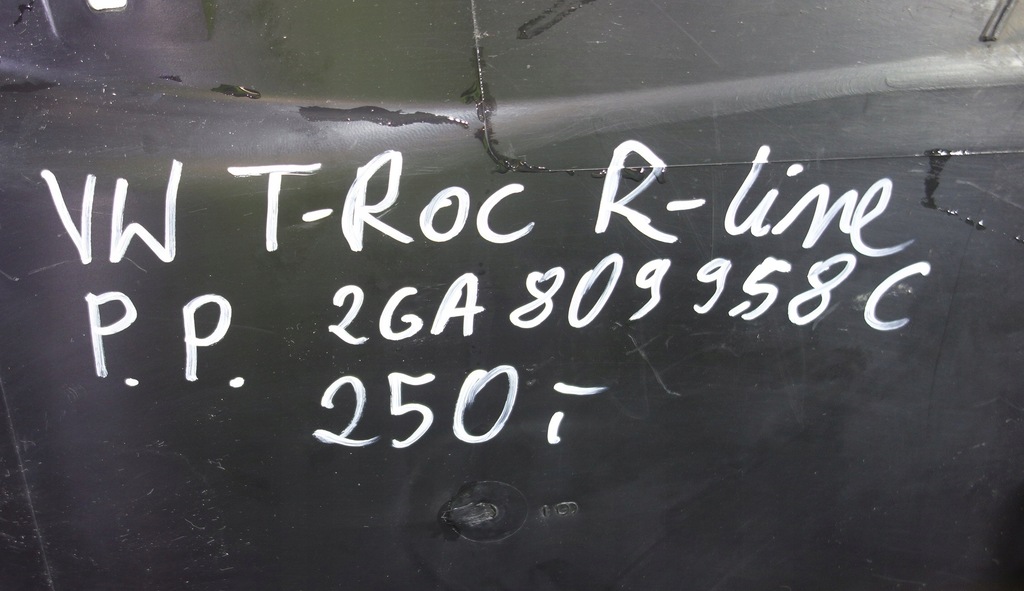 VW T-ROC R-line
P. P. 2GA 809 958 C
250,-